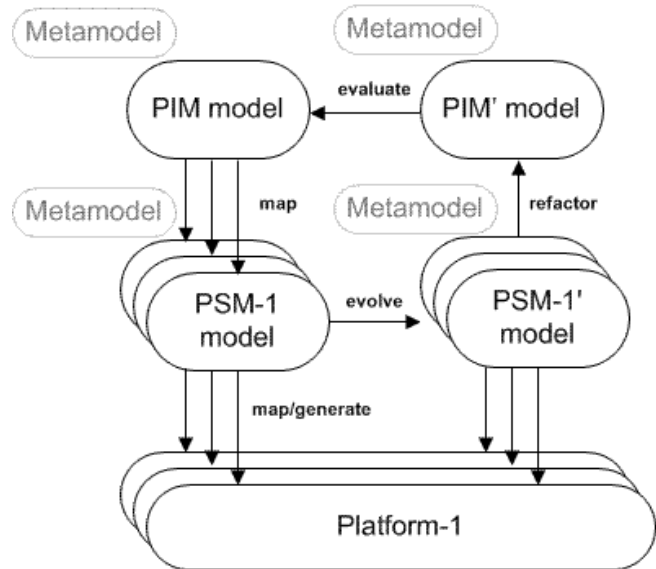 Metamodel
Metamodel
PIM model
evaluate
PIM' model
Metamodel
map
Metamodel
refactor
PSM-1
model
evolve
PSM-1'
model
map/generate
Platform-1